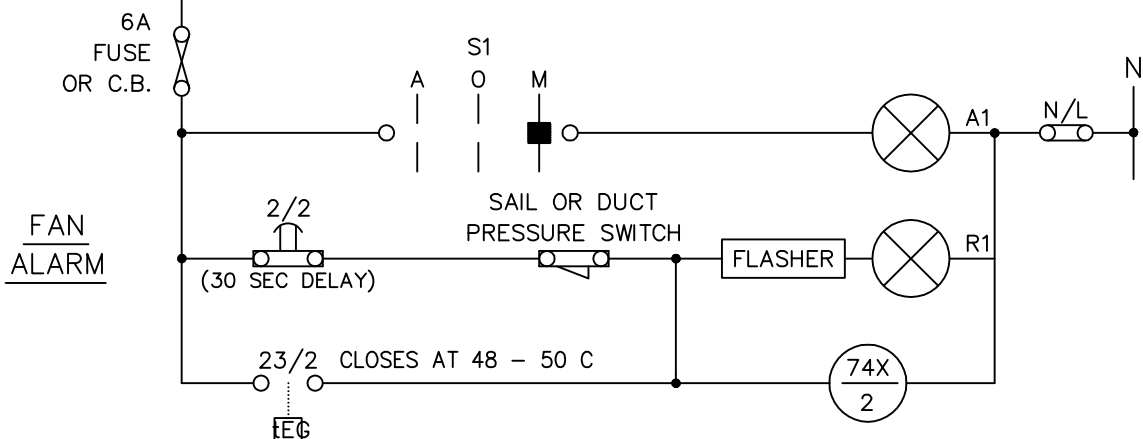 6A
FUSE
OR C.B.
S1
A O M
A1
N/L
N
FAN
ALARM
2/2
(30 SEC DELAY)
SAIL OR DUCT
PRESSURE SWITCH
FLASHER
R1
23/2 CLOSES AT 48 - 50 C
tEG
74X
2